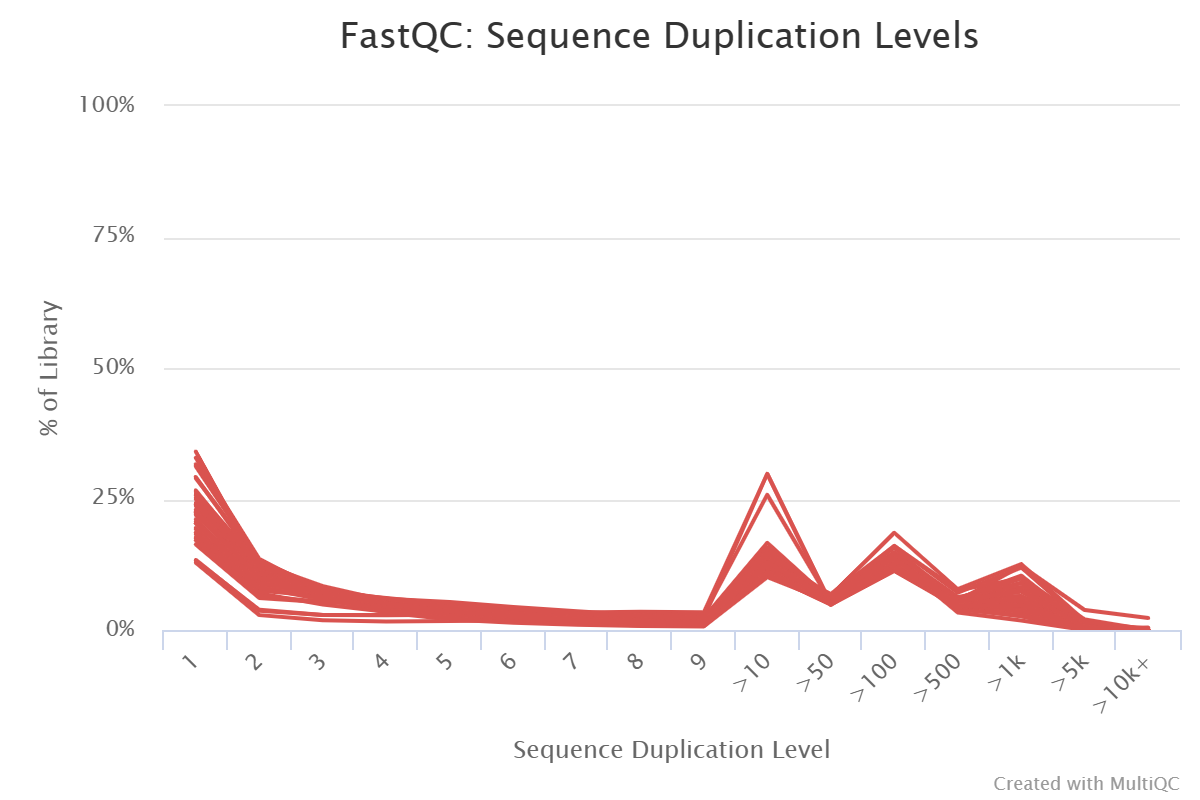 FastQC: Sequence Duplication Levels
100%
75%
50%
25%
0%
% of Library
1
2
3
4
5
6
7
8
9
>10
>50
>100
>500
>1k
>5k
>10k+
Sequence Duplication Level
Created with MultiQC